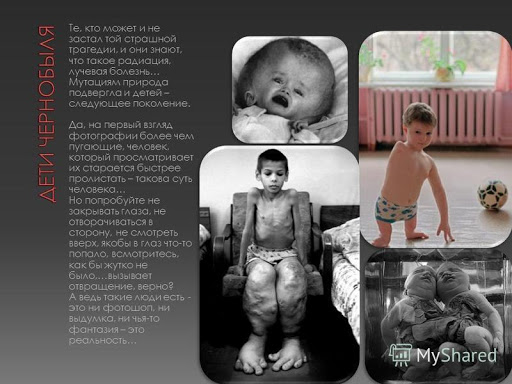 ДЕТИ ЧЕРНОБЫЛЯ
Те, кто может и не
застал той страшной
трагедии, и они знают,
что такое радиация,
лучевая болезнь…
Мутациям природа
подвергла и детей –
следующее поколение.
Да, на первый взгляд
фотографии более чем
пугающие, человек,
который просматривает
их старается быстрее
пролистать – такова суть
человека…
Но попробуйте не
закрывать глаза, не
отворачиваться в
сторону, не смотреть
вверх, якобы в глаз что-то
попало, всмотритесь,
как бы жутко не
было,…вызывает
отвращение, верно?
А ведь такие люди есть -
это ни фотошоп, ни
выдумка, ни чья-то
фантазия – это
реальность…
MyShared